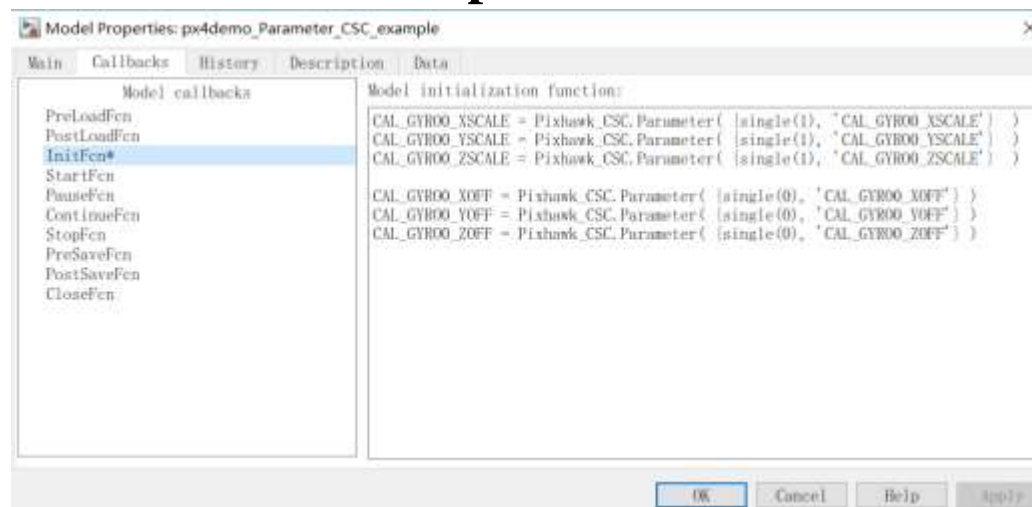 Model Properties: px4demo_Parameter_CSC_example
Main Callbacks History Description Data
Model callbacks
PreLoadFcn
PostLoadFcn
InitFcn*
StartFcn
PauseFcn
ContinueFcn
StopFcn
PreSaveFcn
PostSaveFcn
CloseFcn
Model initialization function:
CAL_GYRO0_XSCALE = Pixhawk_CSC.Parameter( {single(1), 'CAL_GYRO0_XSCALE'} )
CAL_GYRO0_YSCALE = Pixhawk_CSC.Parameter( {single(1), 'CAL_GYRO0_YSCALE'} )
CAL_GYRO0_ZSCALE = Pixhawk_CSC.Parameter( {single(1), 'CAL_GYRO0_ZSCALE'} )
CAL_GYRO0_XOFF = Pixhawk_CSC.Parameter( {single(0), 'CAL_GYRO0_XOFF'} )
CAL_GYRO0_YOFF = Pixhawk_CSC.Parameter( {single(0), 'CAL_GYRO0_YOFF'} )
CAL_GYRO0_ZOFF = Pixhawk_CSC.Parameter( {single(0), 'CAL_GYRO0_ZOFF'} )
OK Cancel Help Apply